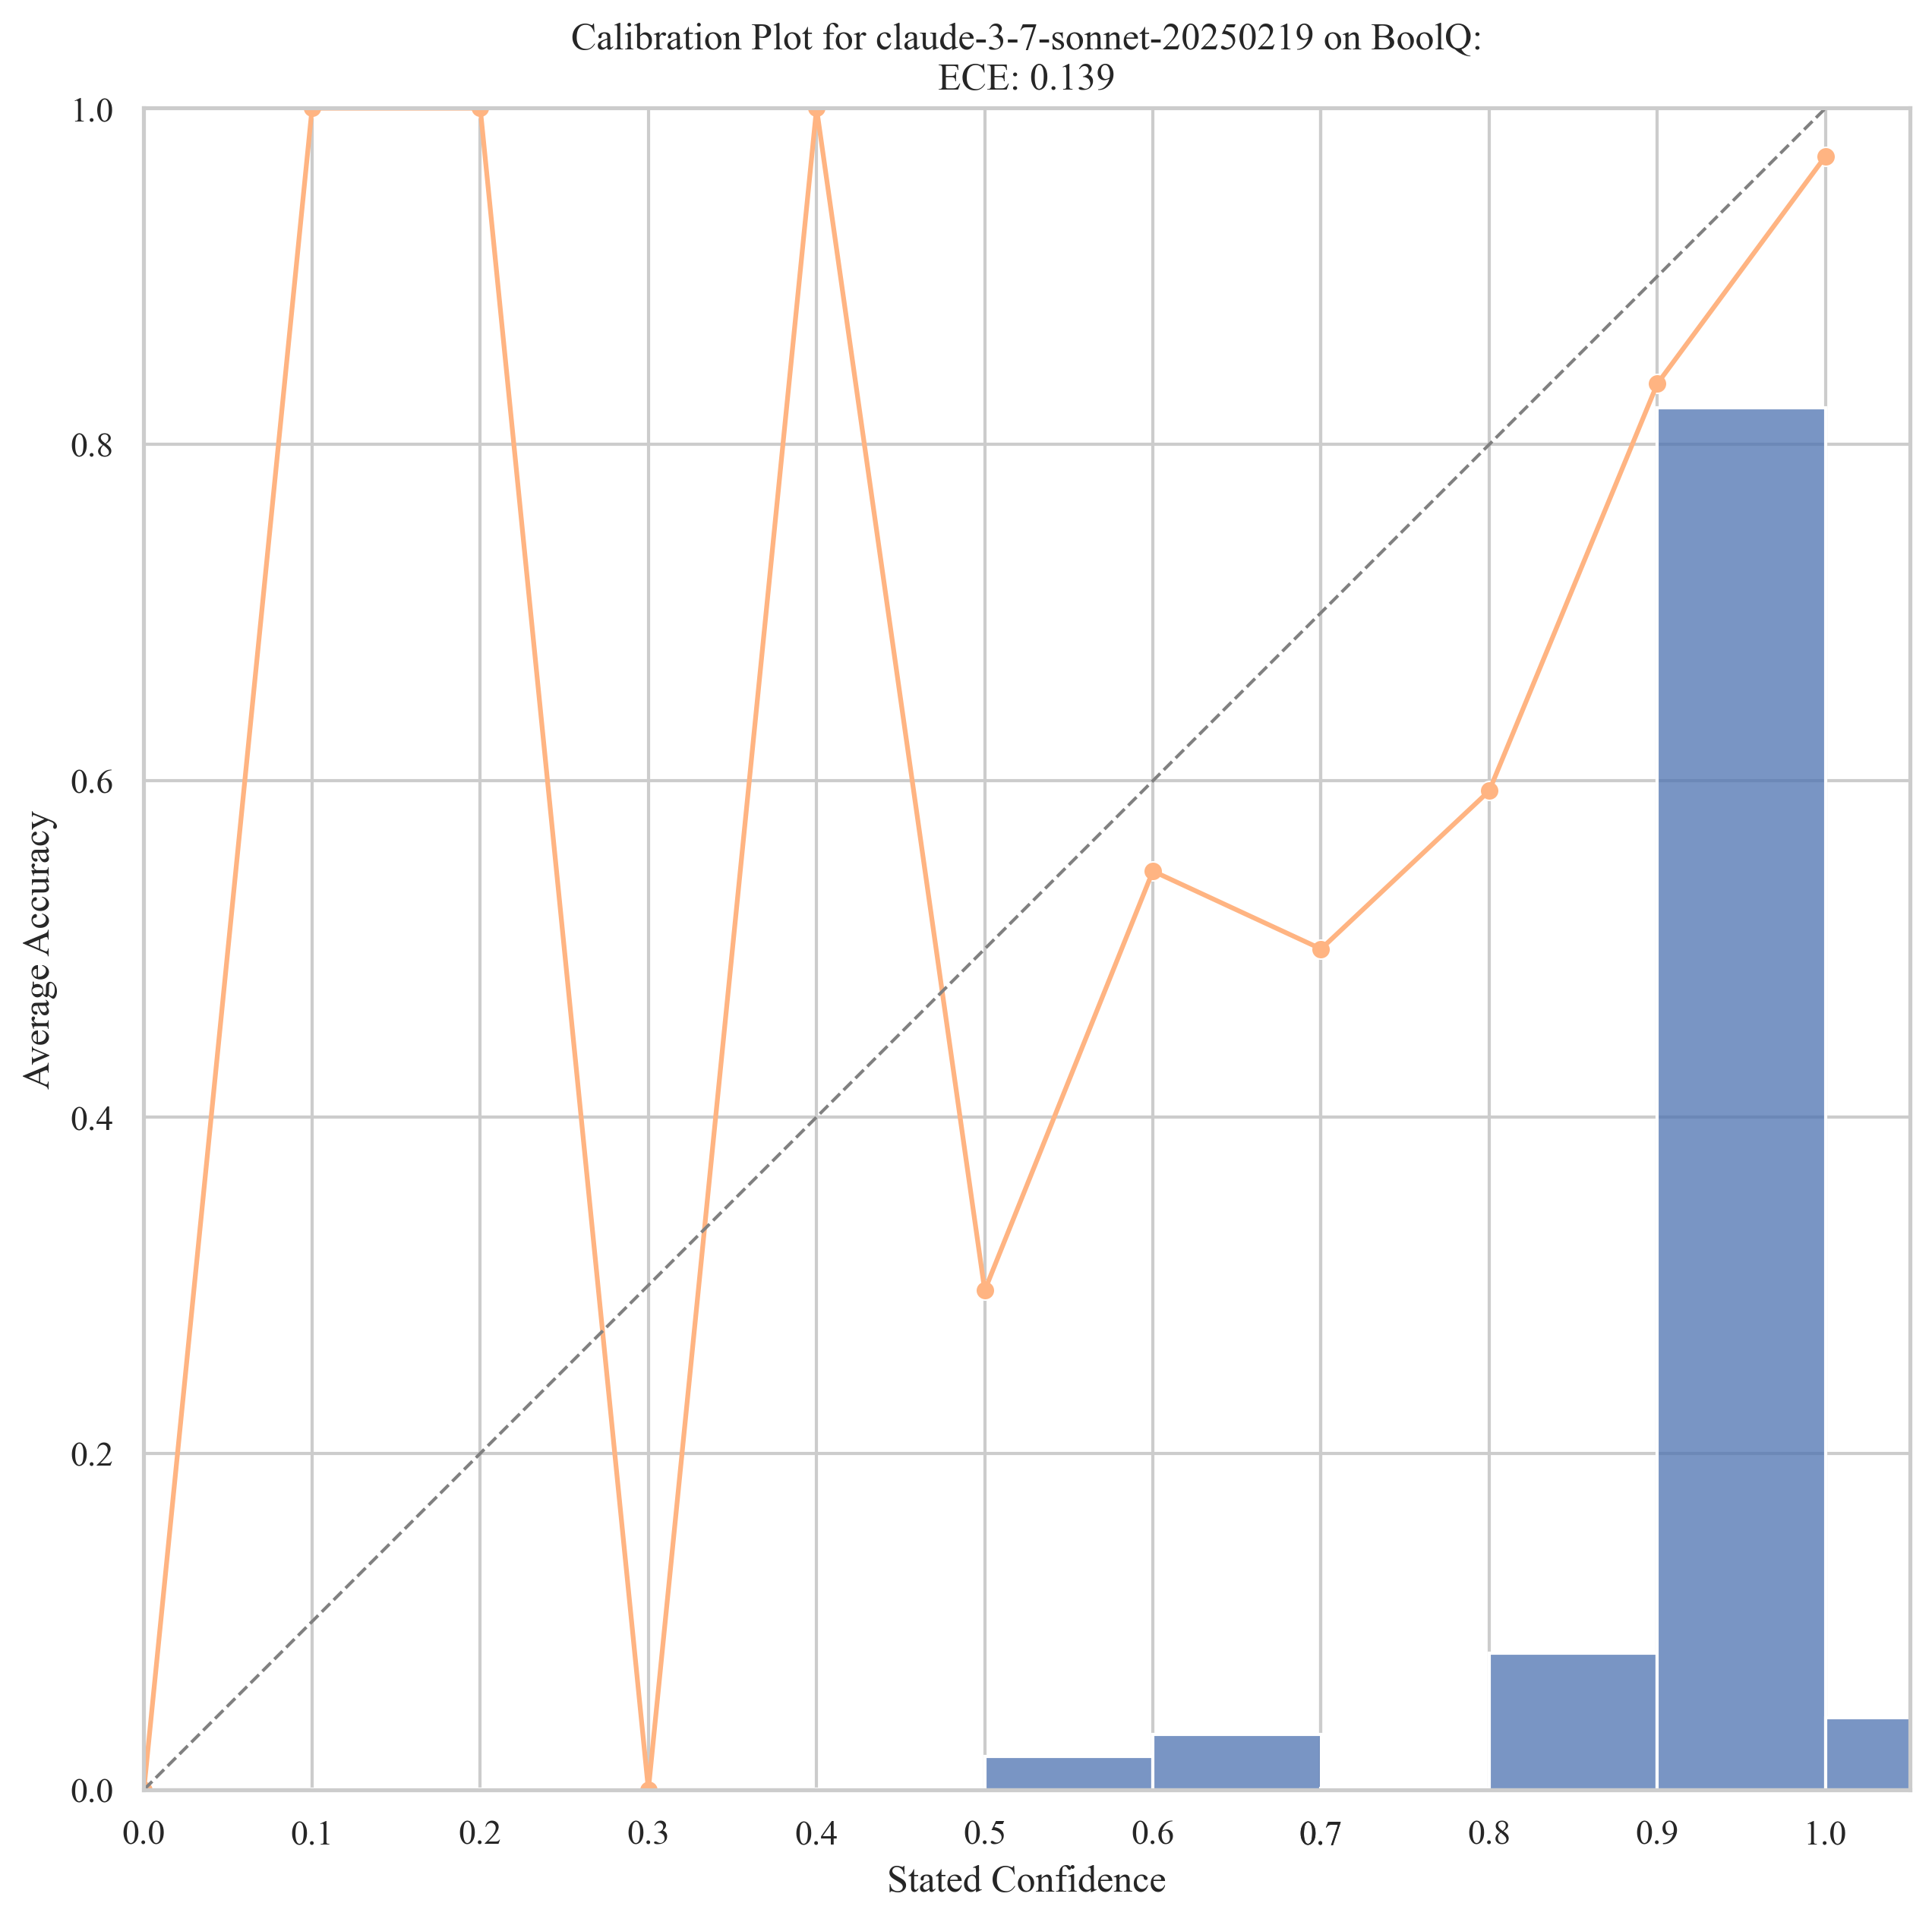 Calibration Plot for claude-3-7-sonnet-20250219 on BoolQ:
ECE: 0.139
1.0
0.8
0.6
0.4
0.2
0.0
Average Accuracy
0.0 0.1 0.2 0.3 0.4 0.5 0.6 0.7 0.8 0.9 1.0
Stated Confidence